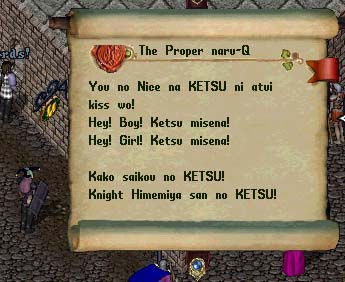 srd,s!
The Proper naru-Q
You no Nice na KETSU ni atui
kiss wo!
Hey! Boy! Ketsu misena!
Hey! Girl! Ketsu misena!
Kako saikou no KETSU!
Knight Himemiya san no KETSU!